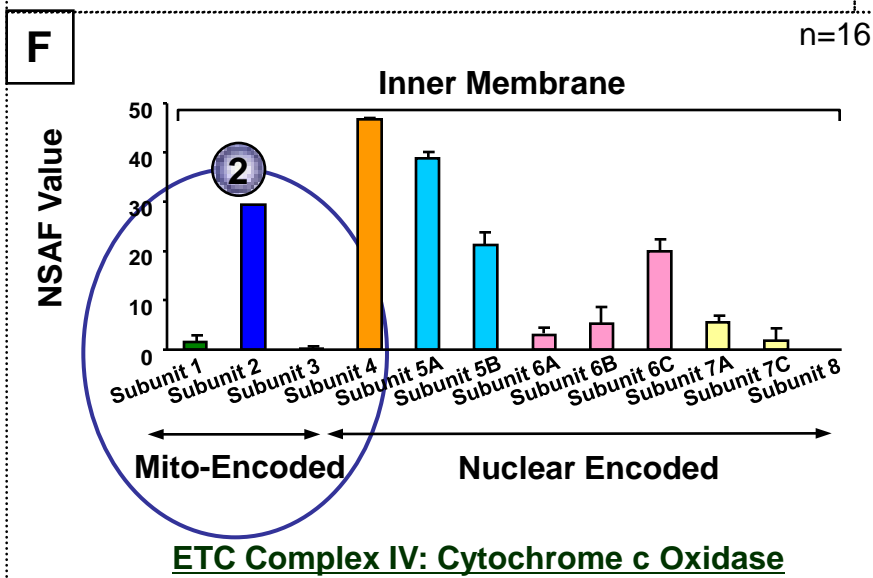 F
n=16
Inner Membrane
NSAF Value
50
40
30
20
10
0
2
Subunit 1
Subunit 2
Subunit 3
Subunit 4
Subunit 5A
Subunit 5B
Subunit 6A
Subunit 6B
Subunit 6C
Subunit 7A
Subunit 7C
Subunit 8
Mito-Encoded
Nuclear Encoded
ETC Complex IV: Cytochrome c Oxidase